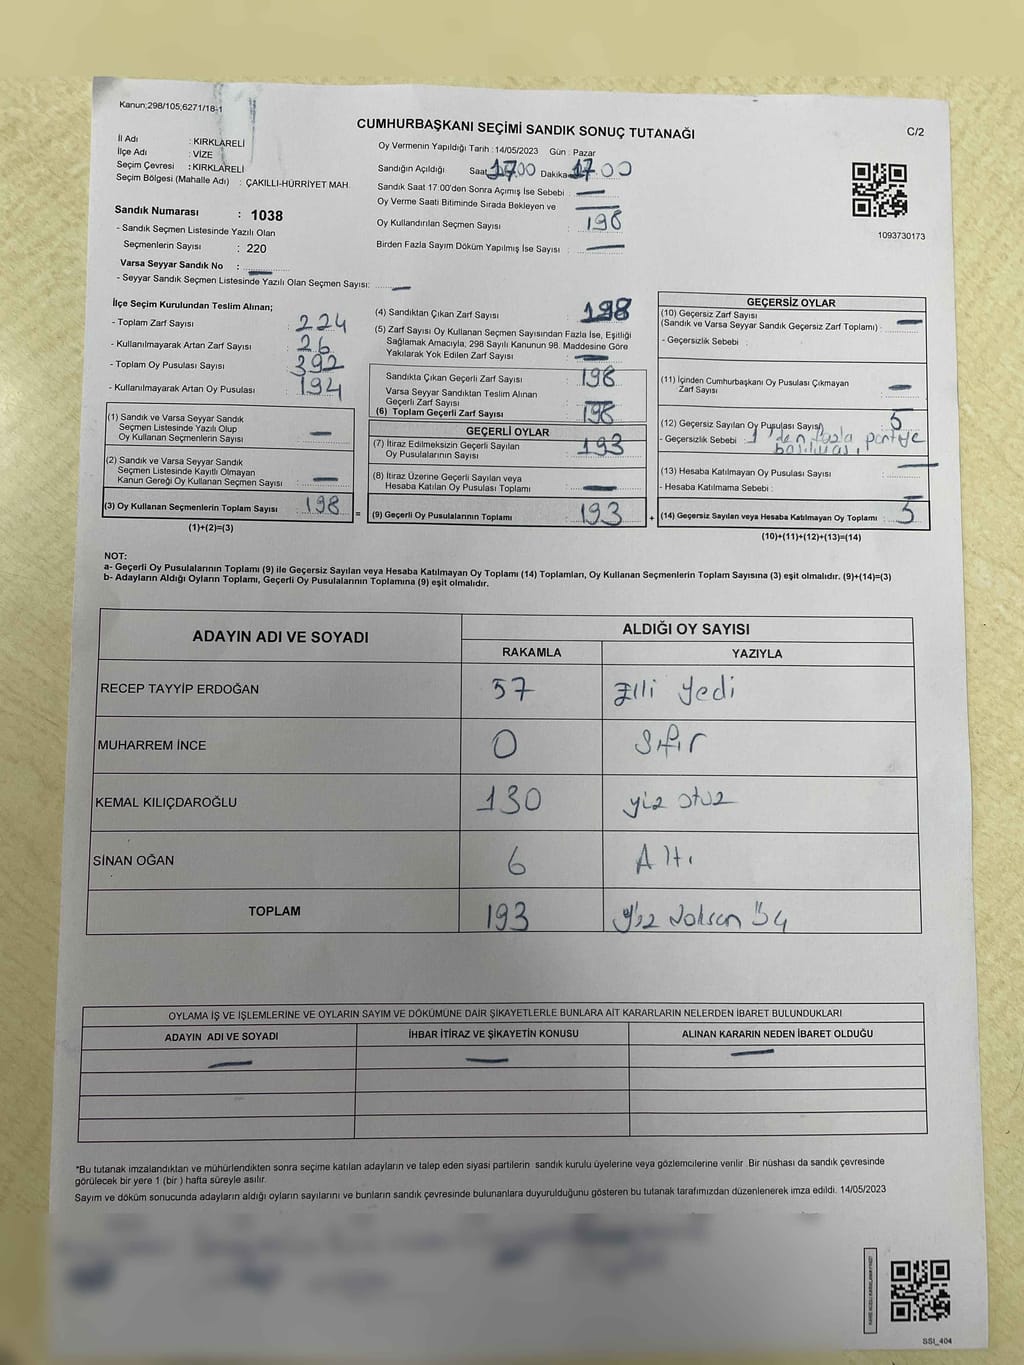 Kanun;298/105,6271/18-1
CUMHURBAŞKANI SEÇİMİ SANDIK SONUÇ TUTANAĞI
C/2
İl Adı : KIRKLARELİ
İlçe Adı : VİZE
Seçim Çevresi : KIRKLARELİ
Seçim Bölgesi (Mahalle Adı) : ÇAKILLI-HÜRRİYET MAH.
Sandık Numarası : 1038
- Sandık Seçmen Listesinde Yazılı Olan
Seçmenlerin Sayısı : 220
Varsa Seyyar Sandık No : —
- Seyyar Sandık Seçmen Listesinde Yazılı Olan Seçmen Sayısı: —
Oy Vermenin Yapıldığı Tarih : 14/05/2023 Gün : Pazar
Sandığın Açıldığı Saat 17.00 Dakika 17.00
Sandık Saat 17:00'den Sonra Açımış İse Sebebi : —
Oy Verme Saati Bitiminde Sırada Bekleyen ve —
Oy Kullandırılan Seçmen Sayısı : 198
Birden Fazla Sayım Döküm Yapılmış İse Sayısı : —
1093730173
İlçe Seçim Kurulundan Teslim Alınan;
- Toplam Zarf Sayısı : 224
- Kullanılmayarak Artan Zarf Sayısı : 26
- Toplam Oy Pusulası Sayısı : 392
- Kullanılmayarak Artan Oy Pusulası : 194
(1) Sandık ve Varsa Seyyar Sandık
Seçmen Listesinde Yazılı Olup
Oy Kullanan Seçmenlerin Sayısı : —
(2) Sandık ve Varsa Seyyar Sandık
Seçmen Listesinde Kayıtlı Olmayan
Kanun Gereği Oy Kullanan Seçmen Sayısı : —
(3) Oy Kullanan Seçmenlerin Toplam Sayısı : 198
(1)+(2)=(3)
=
(4) Sandıktan Çıkan Zarf Sayısı : 198
(5) Zarf Sayısı Oy Kullanan Seçmen Sayısından Fazla İse, Eşitliği
Sağlamak Amacıyla; 298 Sayılı Kanunun 98. Maddesine Göre
Yakılarak Yok Edilen Zarf Sayısı : —
Sandıkta Çıkan Geçerli Zarf Sayısı : 198
Varsa Seyyar Sandıktan Teslim Alınan
Geçerli Zarf Sayısı : —
(6) Toplam Geçerli Zarf Sayısı : 198
GEÇERLİ OYLAR
(7) İtiraz Edilmeksizin Geçerli Sayılan
Oy Pusulalarının Sayısı : 193
(8) İtiraz Üzerine Geçerli Sayılan veya
Hesaba Katılan Oy Pusulası Toplamı : —
(9) Geçerli Oy Pusulalarının Toplamı : 193
+
GEÇERSİZ OYLAR
(10) Geçersiz Zarf Sayısı
(Sandık ve Varsa Seyyar Sandık Geçersiz Zarf Toplamı) : —
- Geçersizlik Sebebi :
(11) İçinden Cumhurbaşkanı Oy Pusulası Çıkmayan
Zarf Sayısı : —
(12) Geçersiz Sayılan Oy Pusulası Sayısı : 5
- Geçersizlik Sebebi : 1'den fazla partiye
basılması.
(13) Hesaba Katılmayan Oy Pusulası Sayısı : —
- Hesaba Katılmama Sebebi :
(14) Geçersiz Sayılan veya Hesaba Katılmayan Oy Toplamı : 5
(10)+(11)+(12)+(13)=(14)
NOT:
a- Geçerli Oy Pusulalarının Toplamı (9) ile Geçersiz Sayılan veya Hesaba Katılmayan Oy Toplamı (14) Toplamları, Oy Kullanan Seçmenlerin Toplam Sayısına (3) eşit olmalıdır. (9)+(14)=(3)
b- Adayların Aldığı Oyların Toplamı, Geçerli Oy Pusulalarının Toplamına (9) eşit olmalıdır.
ADAYIN ADI VE SOYADI ALDIĞI OY SAYISI
RAKAMLA YAZIYLA
RECEP TAYYİP ERDOĞAN 57 Elli yedi
MUHARREM İNCE 0 Sıfır
KEMAL KILIÇDAROĞLU 130 yüz otuz
SİNAN OĞAN 6 Altı
TOPLAM 193 yüz doksan
OYLAMA İŞ VE İŞLEMLERİNE VE OYLARIN SAYIM VE DÖKÜMÜNE DAİR ŞİKAYETLERLE BUNLARA AİT KARARLARIN NELERDEN İBARET BULUNDUKLARI
ADAYIN ADI VE SOYADI İHBAR İTİRAZ VE ŞİKAYETİN KONUSU ALINAN KARARIN NEDEN İBARET OLDUĞU
— — —
*Bu tutanak imzalandıktan ve mühürlendikten sonra seçime katılan adayların ve talep eden siyasi partilerin sandık kurulu üyelerine veya gözlemcilerine verilir. Bir nüshası da sandık çevresinde
görülecek bir yere 1 (bir ) hafta süreyle asılır.
Sayım ve döküm sonucunda adayların aldığı oyların sayılarını ve bunların sandık çevresinde bulunanlara duyurulduğunu gösteren bu tutanak tarafımızdan düzenlenerek imza edildi. 14/05/2023
SSI_404